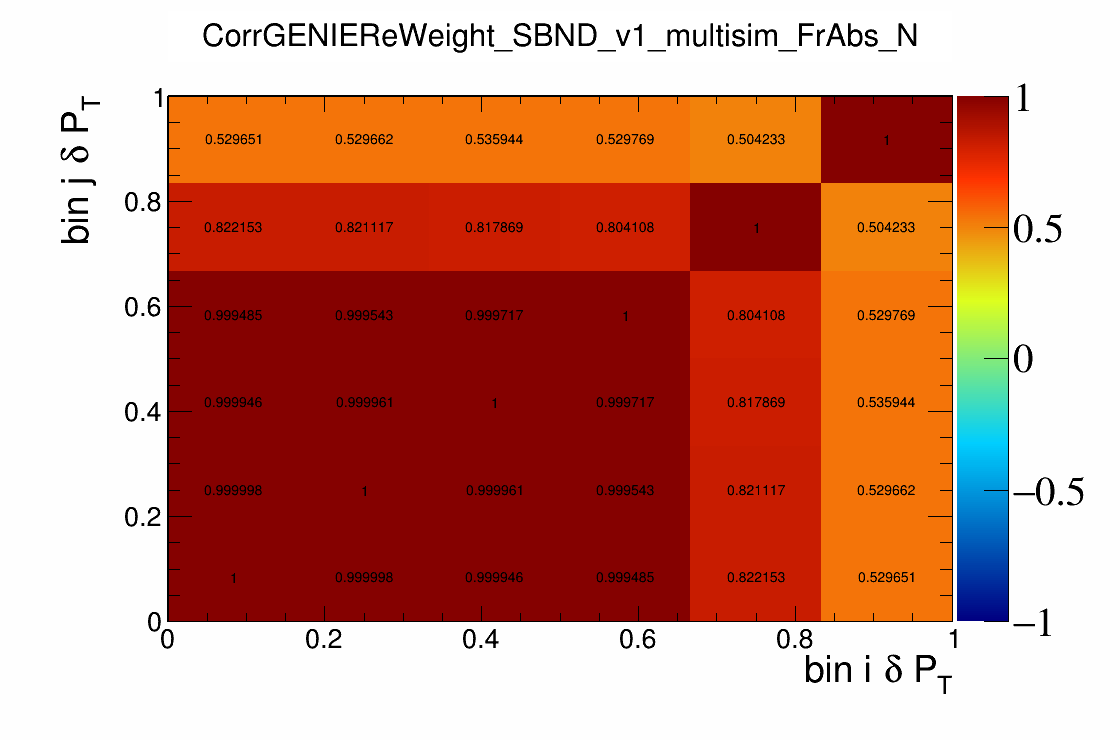 CorrGENIEReWeight_SBND_v1_multisim_FrAbs_N
bin j δ P_T
1
0.8
0.6
0.4
0.2
0
0.529651 0.529662 0.535944 0.529769 0.504233 1
0.822153 0.821117 0.817869 0.804108 1 0.504233
0.999485 0.999543 0.999717 1 0.804108 0.529769
0.999946 0.999961 1 0.999717 0.817869 0.535944
0.999998 1 0.999961 0.999543 0.821117 0.529662
1 0.999998 0.999946 0.999485 0.822153 0.529651
0 0.2 0.4 0.6 0.8 1
bin i δ P_T
1
0.5
0
−0.5
−1